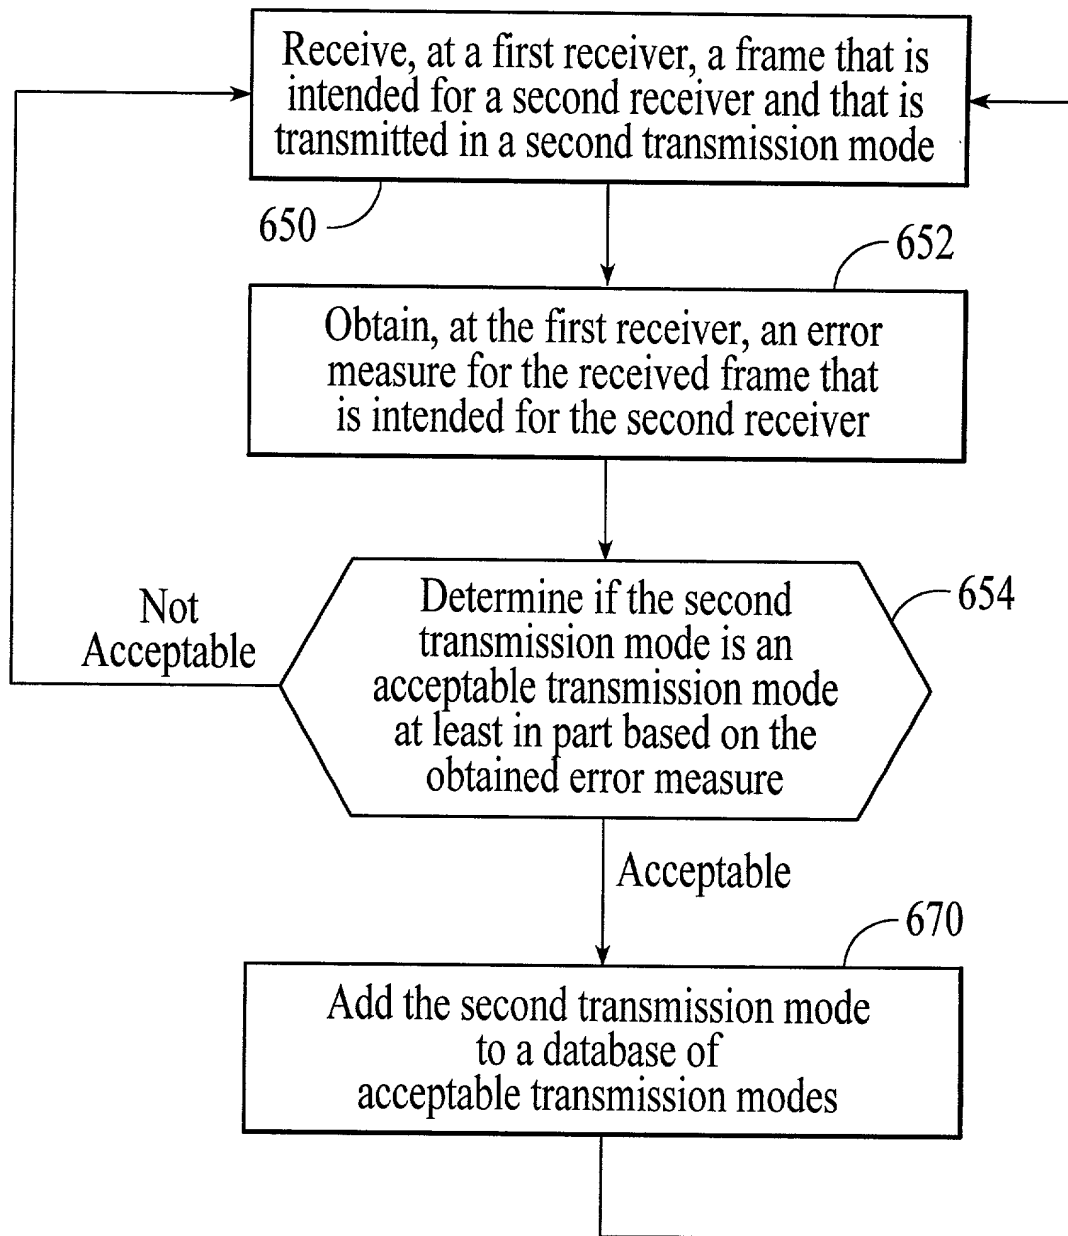 Receive, at a first receiver, a frame that is
intended for a second receiver and that is
transmitted in a second transmission mode
650
652
Obtain, at the first receiver, an error
measure for the received frame that
is intended for the second receiver
654
Not
Acceptable
Determine if the second
transmission mode is an
acceptable transmission mode
at least in part based on the
obtained error measure
Acceptable
670
Add the second transmission mode
to a database of
acceptable transmission modes